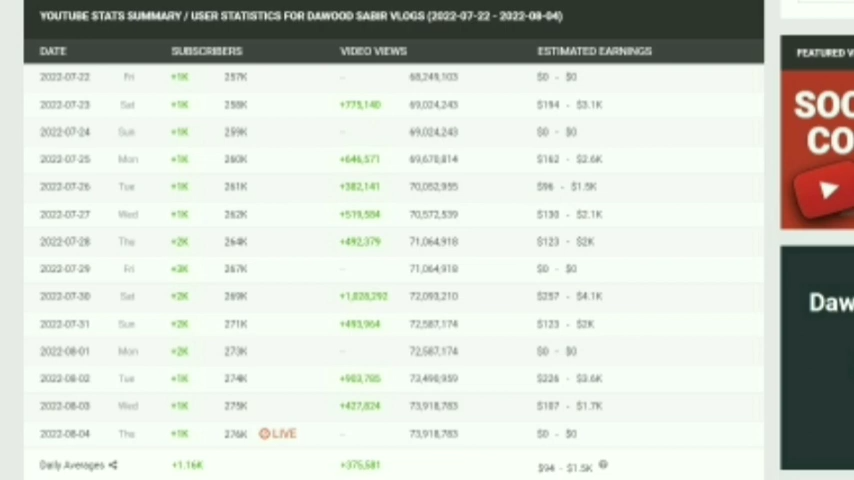 YOUTUBE STATS SUMMARY / USER STATISTICS FOR DAWOOD SABIR VLOGS (2022-07-22 - 2022-08-04)
DATE SUBSCRIBERS VIDEO VIEWS ESTIMATED EARNINGS
2022-07-22 Fri +1K 257K -- 68,249,103 $0 - $0
2022-07-23 Sat +1K 258K +775,140 69,024,243 $194 - $3.1K
2022-07-24 Sun +1K 259K -- 69,024,243 $0 - $0
2022-07-25 Mon +1K 260K +646,571 69,670,814 $162 - $2.6K
2022-07-26 Tue +1K 261K +382,141 70,052,955 $96 - $1.5K
2022-07-27 Wed +1K 262K +519,584 70,572,539 $130 - $2.1K
2022-07-28 Thu +2K 264K +492,379 71,064,918 $123 - $2K
2022-07-29 Fri +3K 267K -- 71,064,918 $0 - $0
2022-07-30 Sat +2K 269K +1,028,292 72,093,210 $257 - $4.1K
2022-07-31 Sun +2K 271K +493,964 72,587,174 $123 - $2K
2022-08-01 Mon +2K 273K -- 72,587,174 $0 - $0
2022-08-02 Tue +1K 274K +903,785 73,490,959 $226 - $3.6K
2022-08-03 Wed +1K 275K +427,824 73,918,783 $107 - $1.7K
2022-08-04 Thu +1K 276K LIVE -- 73,918,783 $0 - $0
Daily Averages +1.16K +375,581 $94 - $1.5K
FEATURED V
SOC
CO
Daw